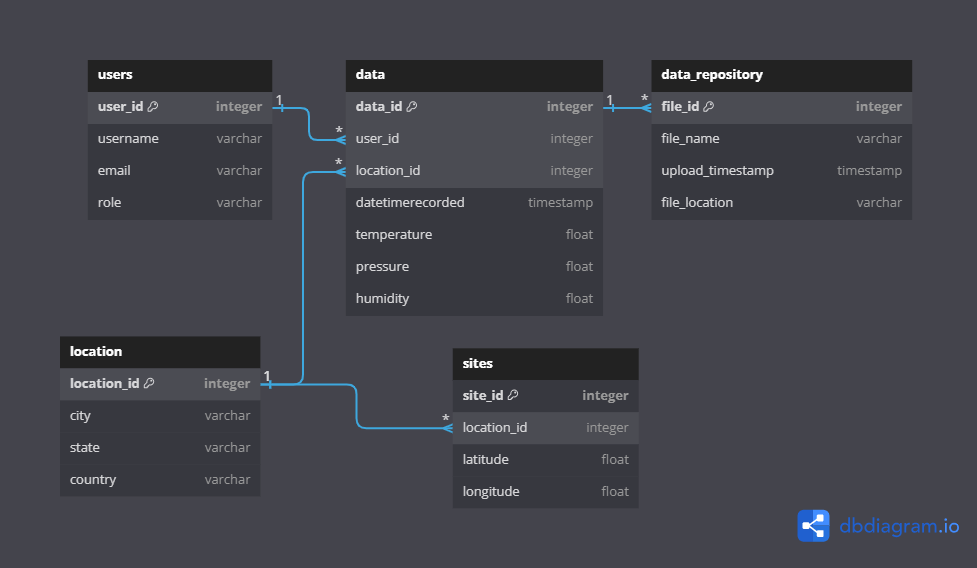 users
user_id integer
username varchar
email varchar
role varchar
data
data_id integer
user_id integer
location_id integer
datetimerecorded timestamp
temperature float
pressure float
humidity float
data_repository
file_id integer
file_name varchar
upload_timestamp timestamp
file_location varchar
location
location_id integer
city varchar
state varchar
country varchar
sites
site_id integer
location_id integer
latitude float
longitude float
1
*
*
1
*
1
*
dbdiagram.io